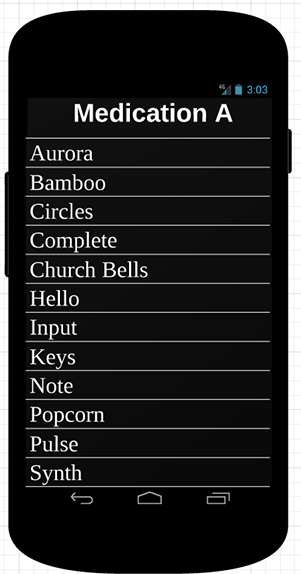 4G 3:03
Medication A
Aurora
Bamboo
Circles
Complete
Church Bells
Hello
Input
Keys
Note
Popcorn
Pulse
Synth